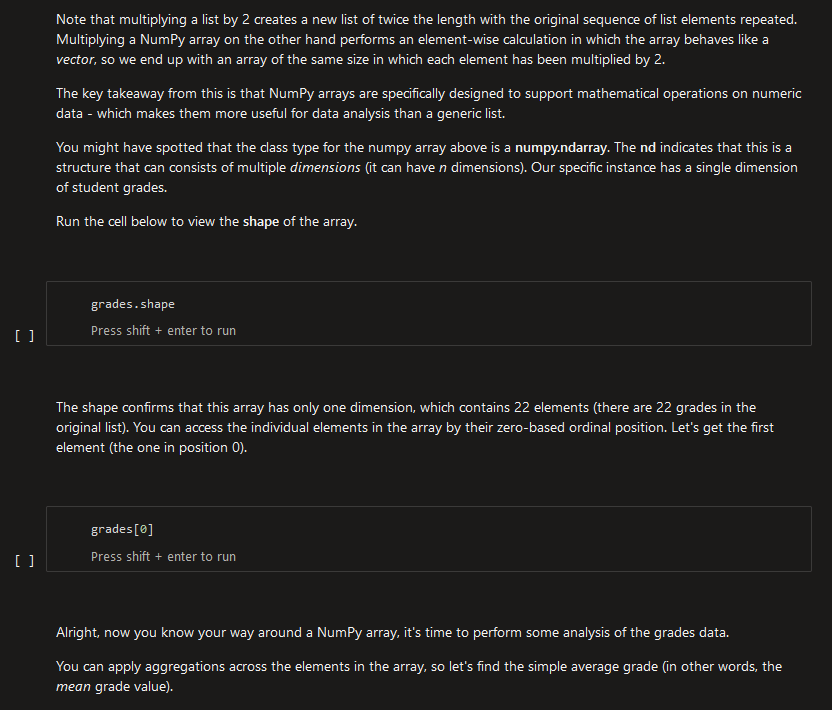 Note that multiplying a list by 2 creates a new list of twice the length with the original sequence of list elements repeated.
Multiplying a NumPy array on the other hand performs an element-wise calculation in which the array behaves like a
vector, so we end up with an array of the same size in which each element has been multiplied by 2.
The key takeaway from this is that NumPy arrays are specifically designed to support mathematical operations on numeric
data - which makes them more useful for data analysis than a generic list.
You might have spotted that the class type for the numpy array above is a numpy.ndarray. The nd indicates that this is a
structure that can consists of multiple dimensions (it can have n dimensions). Our specific instance has a single dimension
of student grades.
Run the cell below to view the shape of the array.
grades.shape
Press shift + enter to run
[ ]
The shape confirms that this array has only one dimension, which contains 22 elements (there are 22 grades in the
original list). You can access the individual elements in the array by their zero-based ordinal position. Let's get the first
element (the one in position 0).
grades[0]
Press shift + enter to run
[ ]
Alright, now you know your way around a NumPy array, it's time to perform some analysis of the grades data.
You can apply aggregations across the elements in the array, so let's find the simple average grade (in other words, the
mean grade value).